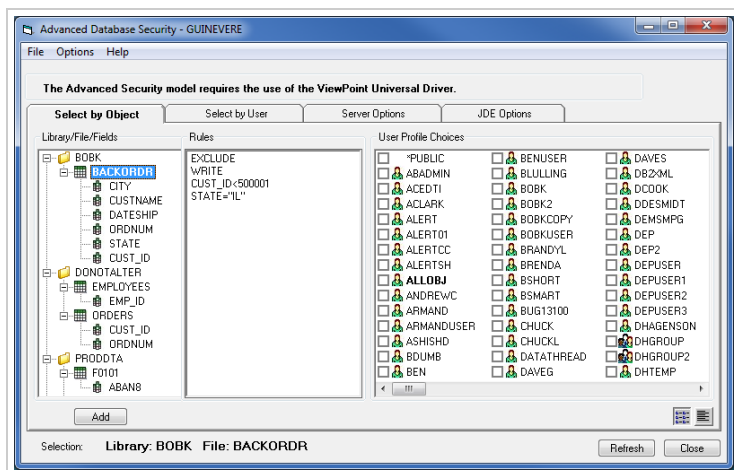 Advanced Database Security - GUINEVERE
File Options Help
The Advanced Security model requires the use of the ViewPoint Universal Driver.
Select by Object
Select by User
Server Options
JDE Options
Library/File/Fields
BOBK
BACKORDR
CITY
CUSTNAME
DATESHIP
ORDNUM
STATE
CUST_ID
DONOTALTER
EMPLOYEES
EMP_ID
ORDERS
CUST_ID
ORDNUM
PRODDTA
F0101
ABAN8
Rules
EXCLUDE
WRITE
CUST_ID<500001
STATE="IL"
User Profile Choices
*PUBLIC
ABADMIN
ACEDTI
ACLARK
ALERT
ALERT01
ALERTCC
ALERTSH
ALLOBJ
ANDREWC
ARMAND
ARMANDUSER
ASHISHD
BDUMB
BEN
BENUSER
BLULLING
BOBK
BOBK2
BOBKCOPY
BOBKUSER
BRANDYL
BRENDA
BSHORT
BSMART
BUG13100
CHUCK
CHUCKL
DATATHREAD
DAVEG
DAVES
DB2XML
DCOOK
DDESMIDT
DEMSMPG
DEP
DEP2
DEPUSER
DEPUSER1
DEPUSER2
DEPUSER3
DHAGENSON
DHGROUP
DHGROUP2
DHTEMP
Add
Selection: Library: BOBK File: BACKORDR
Refresh
Close